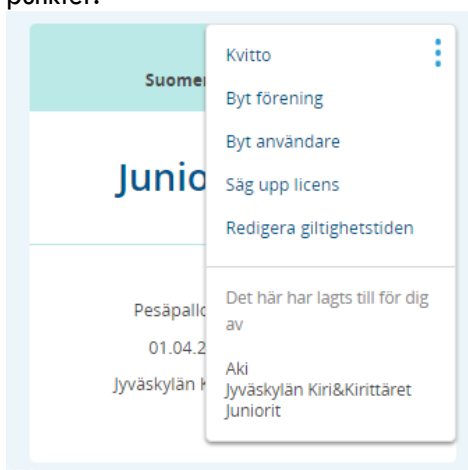 punkter.
Kvitto
Suome
Byt förening
Byt användare
Junio
Säg upp licens
Redigera giltighetstiden
Det här har lagts till för dig
av
Pesäpallo
01.04.2
Aki
Jyväskylän K
Jyväskylän Kiri&Kirittäret
Juniorit